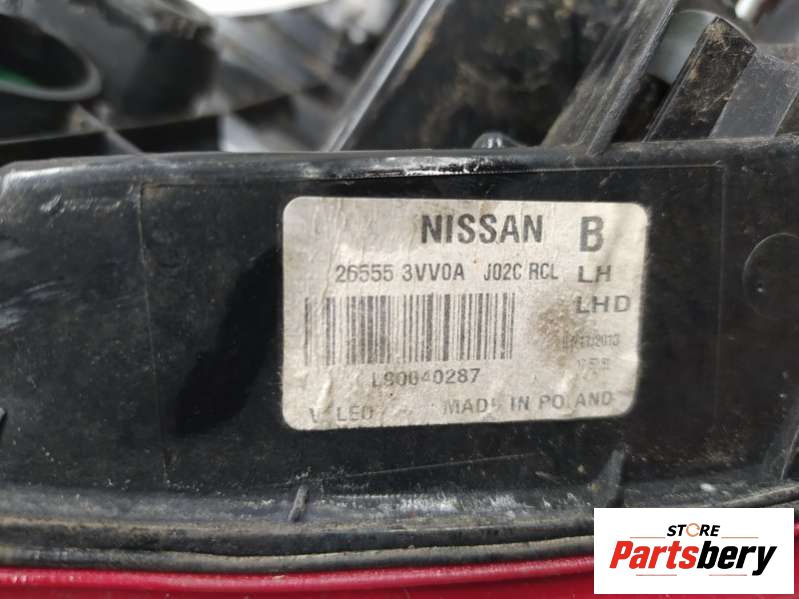 NISSAN B
26555 3VV0A J02C RCL LH
LHD
L90040287
MADE IN POLAND
STORE
Partsbery